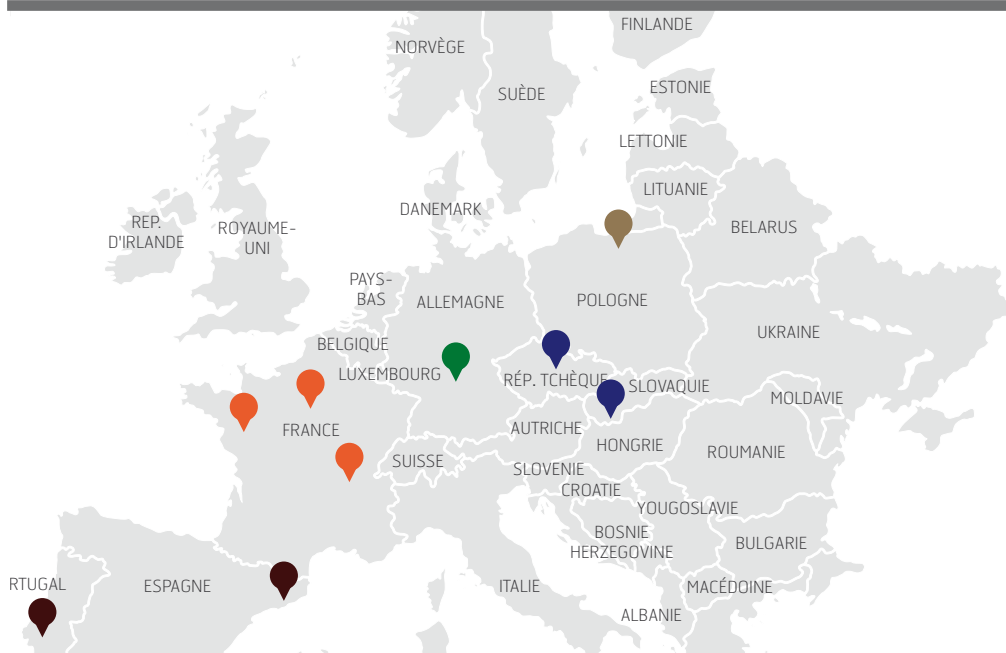 FINLANDE
NORVÈGE
SUÈDE
ESTONIE
LETTONIE
LITUANIE
DANEMARK
REP.
D'IRLANDE
ROYAUME-
UNI
BELARUS
PAYS-
BAS
ALLEMAGNE
POLOGNE
UKRAINE
BELGIQUE
LUXEMBOURG
RÉP. TCHÈQUE
SLOVAQUIE
MOLDAVIE
FRANCE
AUTRICHE
HONGRIE
ROUMANIE
SUISSE
SLOVENIE
CROATIE
YOUGOSLAVIE
BOSNIE
HERZEGOVINE
BULGARIE
RTUGAL
ESPAGNE
ITALIE
MACÉDOINE
ALBANIE